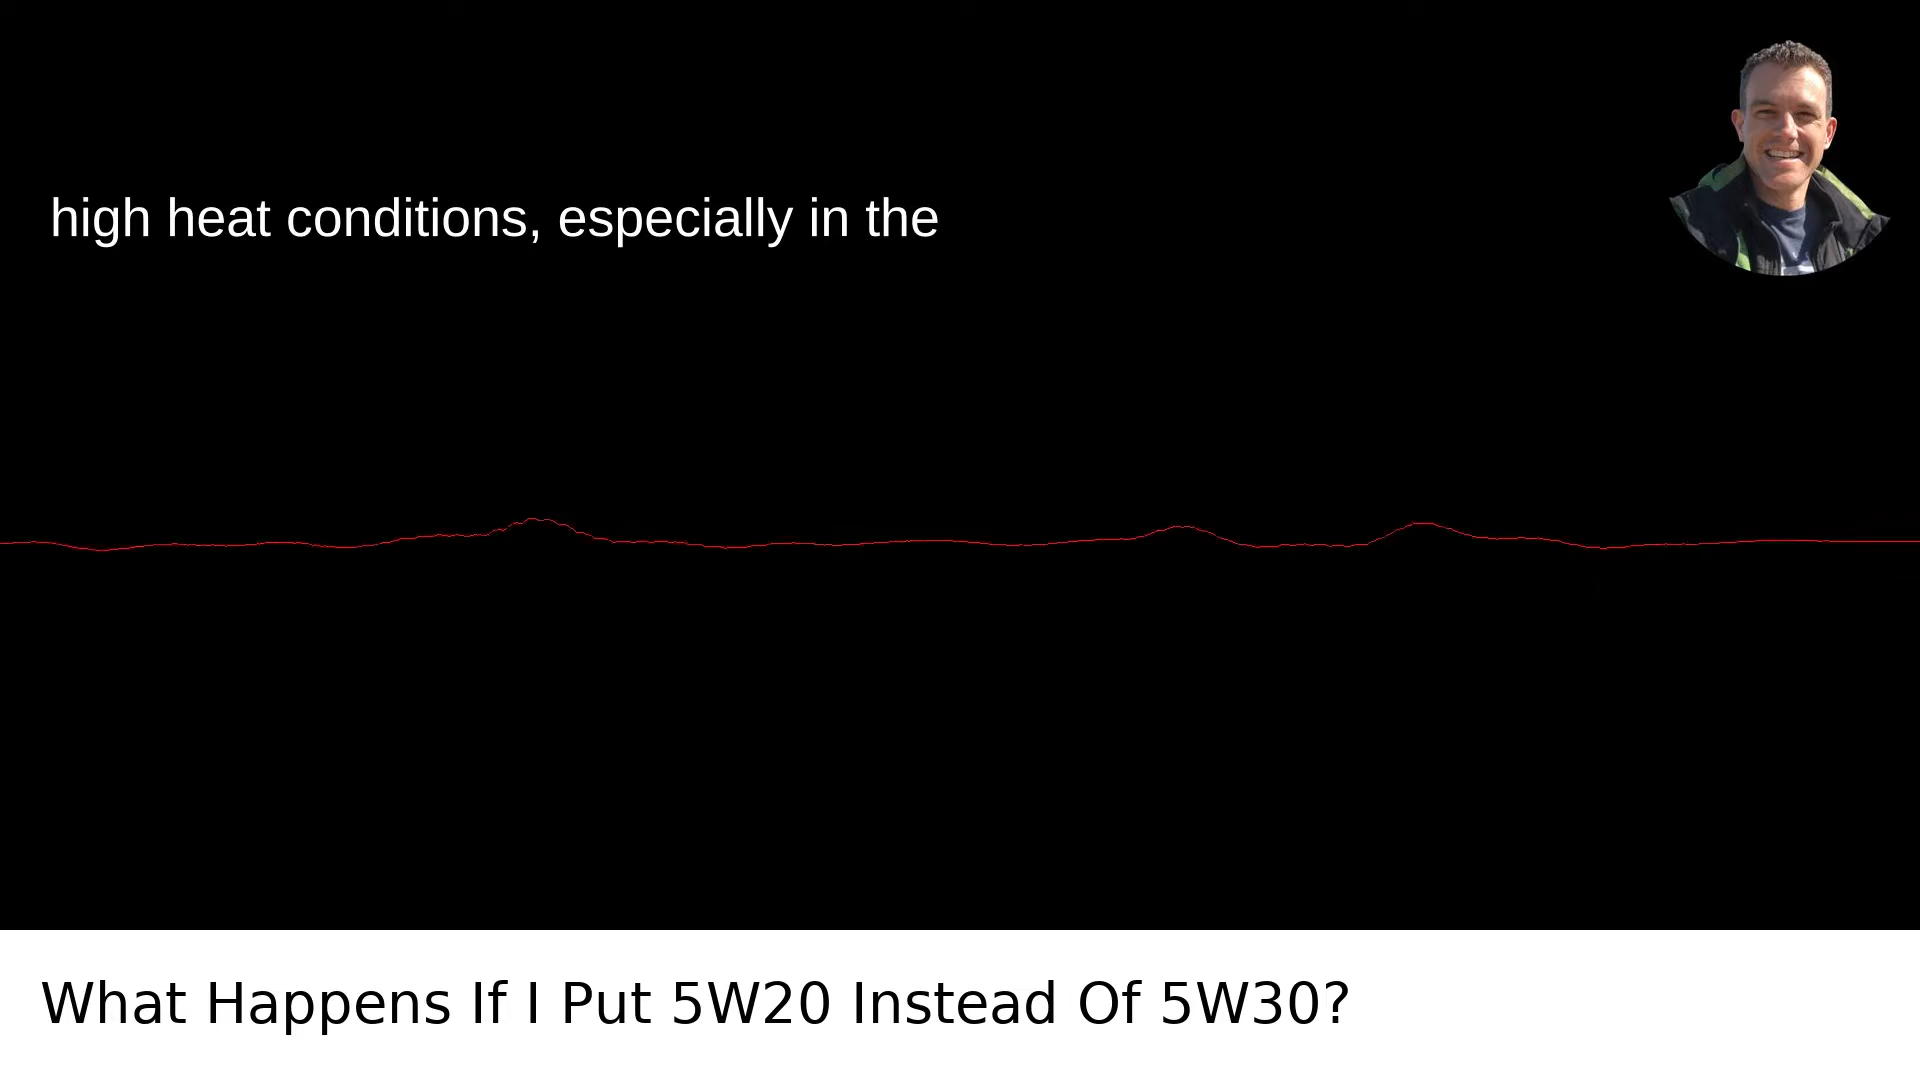 high heat conditions, especially in the
What Happens If I Put 5W20 Instead Of 5W30?